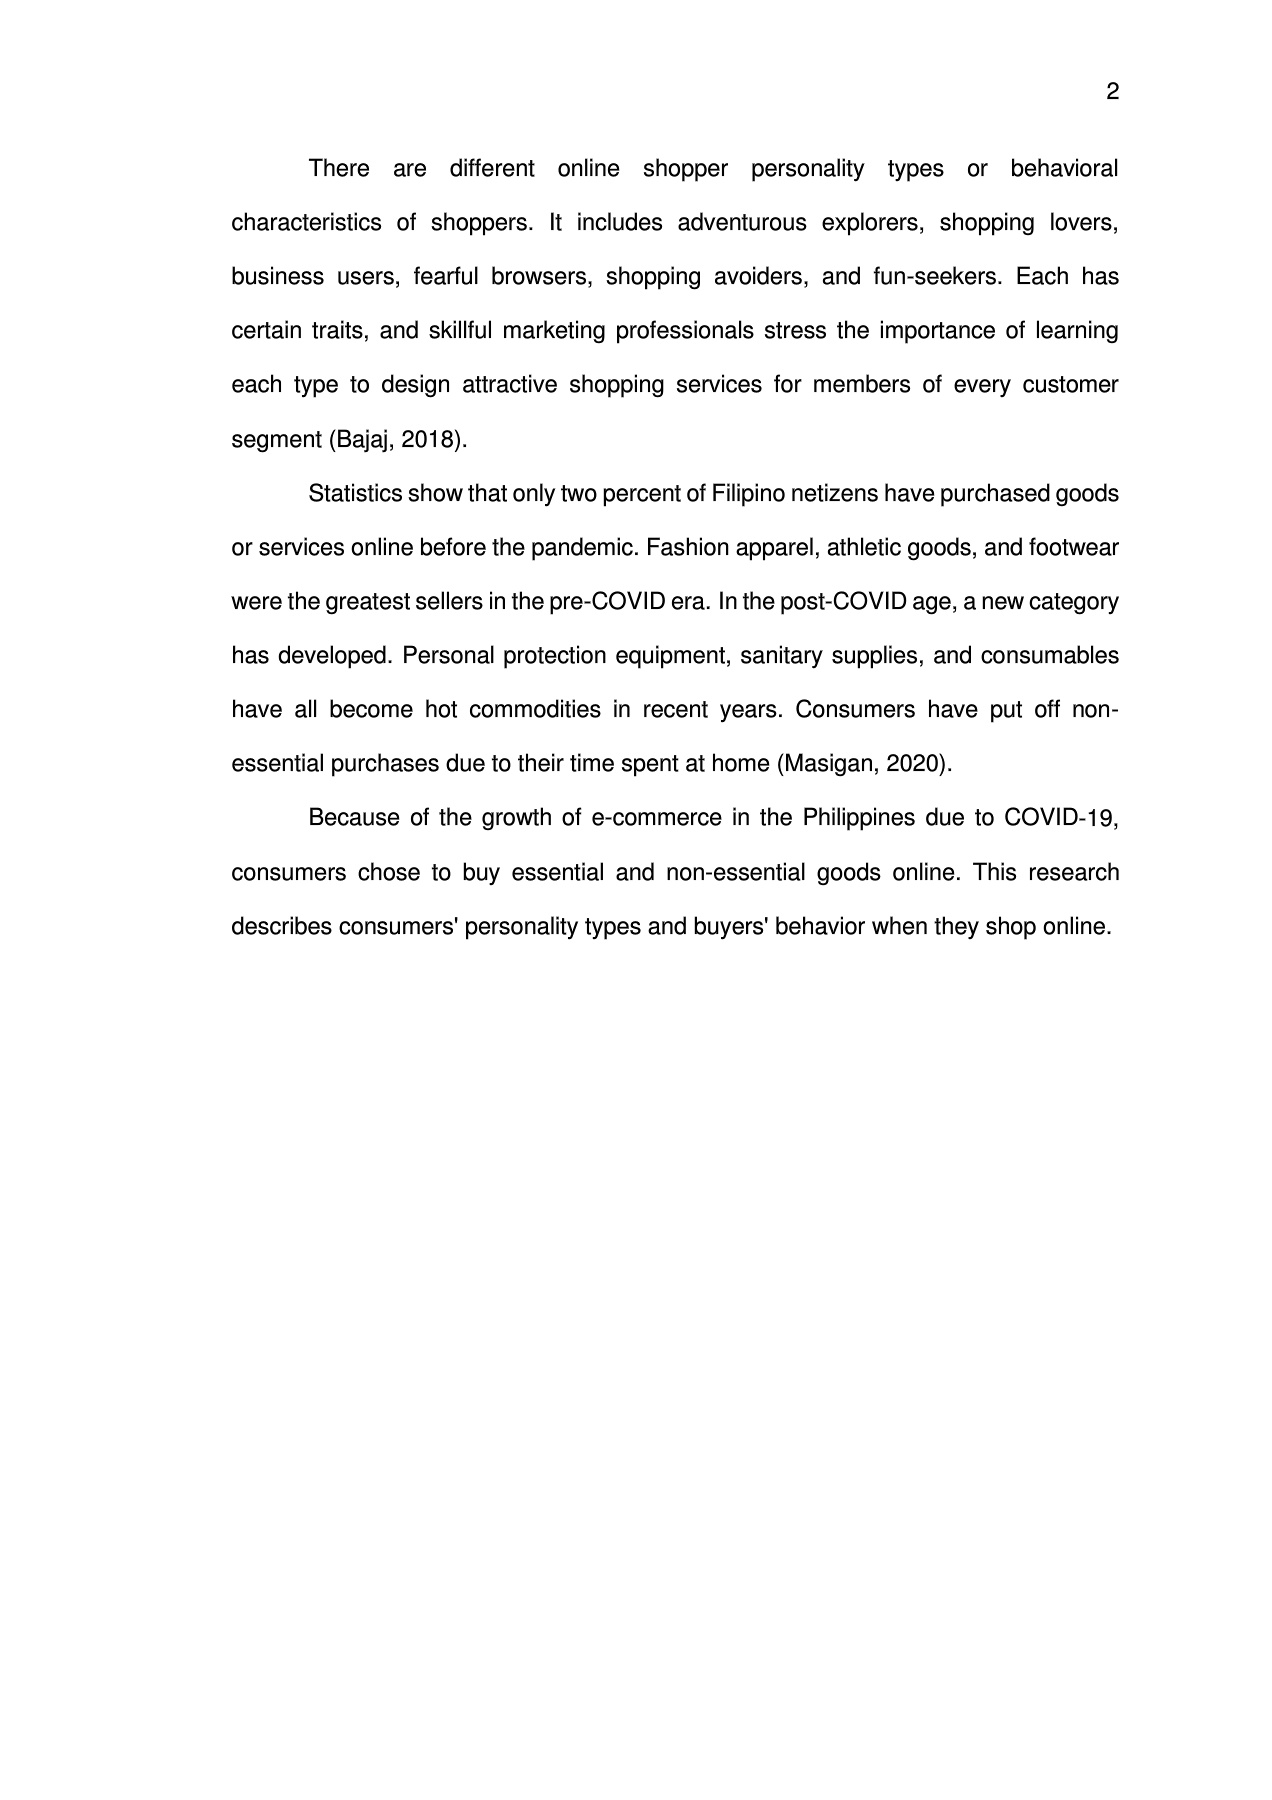 2
There are different online shopper personality types or behavioral
characteristics of shoppers. It includes adventurous explorers, shopping lovers,
business users, fearful browsers, shopping avoiders, and fun-seekers. Each has
certain traits, and skillful marketing professionals stress the importance of learning
each type to design attractive shopping services for members of every customer
segment (Bajaj, 2018).
Statistics show that only two percent of Filipino netizens have purchased goods
or services online before the pandemic. Fashion apparel, athletic goods, and footwear
were the greatest sellers in the pre-COVID era. In the post-COVID age, a new category
has developed. Personal protection equipment, sanitary supplies, and consumables
have all become hot commodities in recent years. Consumers have put off non-
essential purchases due to their time spent at home (Masigan, 2020).
Because of the growth of e-commerce in the Philippines due to COVID-19,
consumers chose to buy essential and non-essential goods online. This research
describes consumers' personality types and buyers' behavior when they shop online.